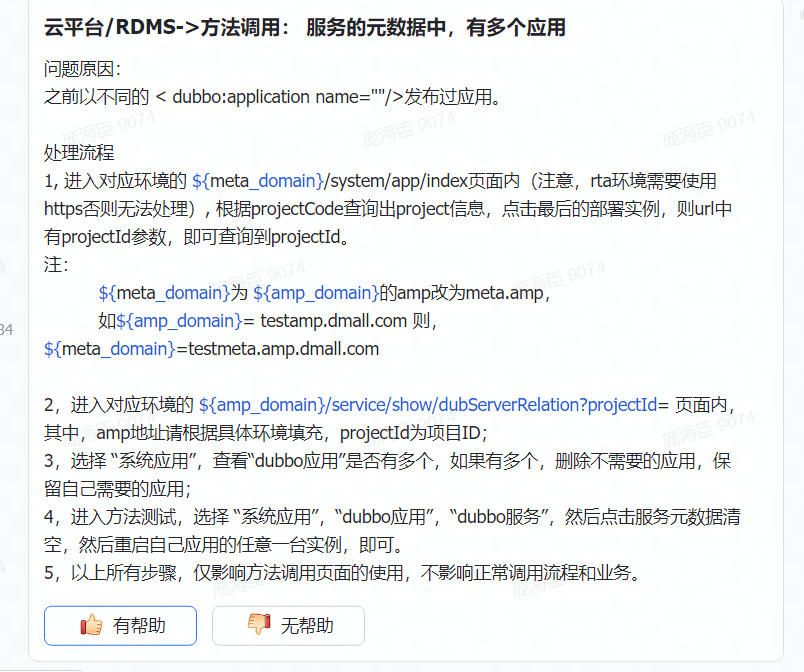 云平台/RDMS->方法调用： 服务的元数据中，有多个应用
问题原因：
之前以不同的 < dubbo:application name=""/>发布过应用。
处理流程
1, 进入对应环境的 ${meta_domain}/system/app/index页面内（注意，rta环境需要使用
https否则无法处理），根据projectCode查询出project信息，点击最后的部署实例，则url中
有projectId参数，即可查询到projectId。
注：
${meta_domain}为 ${amp_domain}的amp改为meta.amp，
如${amp_domain}= testamp.dmall.com 则，
${meta_domain}=testmeta.amp.dmall.com
2，进入对应环境的 ${amp_domain}/service/show/dubServerRelation?projectId= 页面内，
其中，amp地址请根据具体环境填充，projectId为项目ID；
3，选择 “系统应用”，查看“dubbo应用”是否有多个，如果有多个，删除不需要的应用，保
留自己需要的应用；
4，进入方法测试，选择 “系统应用”，“dubbo应用”，“dubbo服务”，然后点击服务元数据清
空，然后重启自己应用的任意一台实例，即可。
5，以上所有步骤，仅影响方法调用页面的使用，不影响正常调用流程和业务。
有帮助
无帮助
庞海臣 9074